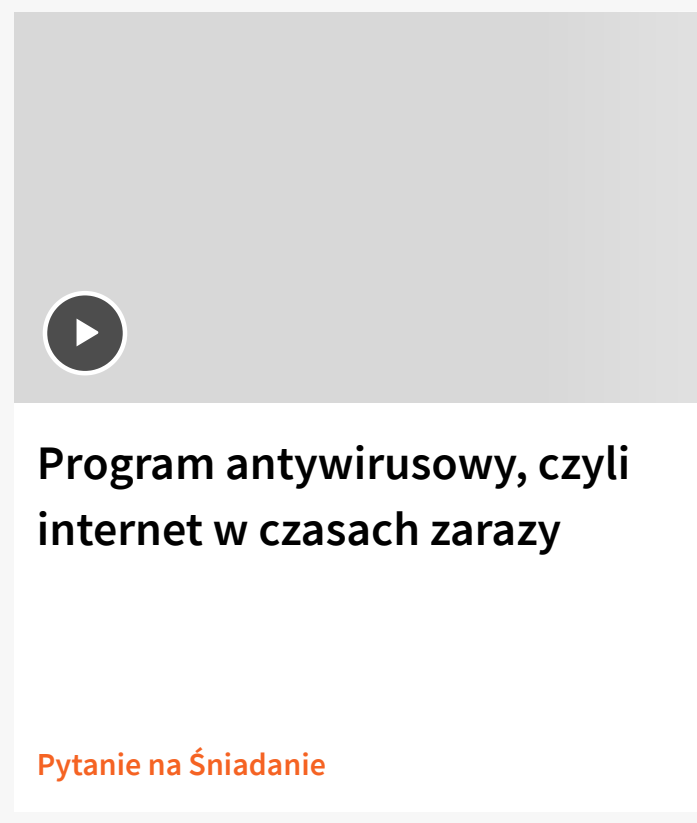 Program antywirusowy, czyli
internet w czasach zarazy
Pytanie na Śniadanie